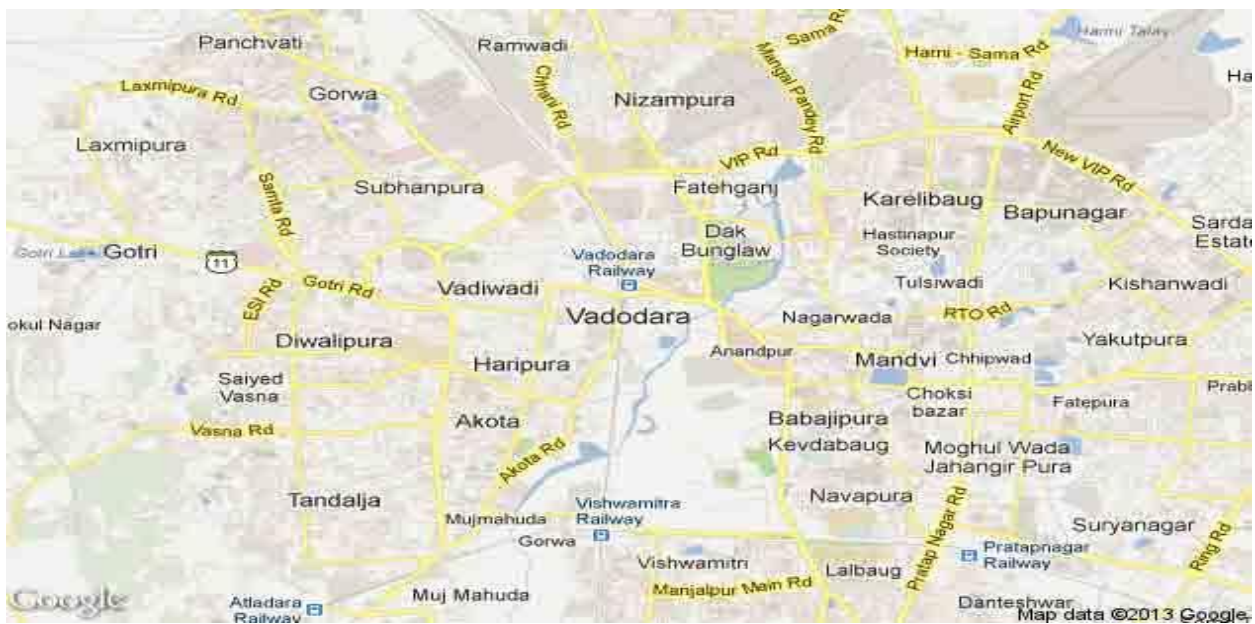 Panchvati
Ramwadi
Sama Rd
Harni - Sama Rd
Harni Talav
Laxmipura Rd
Gorwa
Chhani Rd
Nizampura
Mangal Pandey Rd
Airport Rd
Ha
Laxmipura
Subhanpura
VIP Rd
New VIP Rd
Fatehganj
Karelibaug
Bapunagar
Samta Rd
Dak
Bunglaw
Hastinapur
Society
Sarda
Estate
Gotri
11
Vadodara
Railway
Tulsiwadi
Kishanwadi
ESI Rd
Gotri Rd
Vadiwadi
Vadodara
Nagarwada
RTO Rd
okul Nagar
Diwalipura
Haripura
Anandpur
Mandvi
Chhipwad
Yakutpura
Saiyed
Vasna
Choksi
bazar
Fatepura
Prabi
Vasna Rd
Akota
Babajipura
Kevdabaug
Moghul Wada
Jahangir Pura
Akota Rd
Tandalja
Mujmahuda
Vishwamitra
Railway
Navapura
Pratap Nagar Rd
Suryanagar
Ring Rd
Gorwa
Vishwamitri
Lalbaug
Pratapnagar
Railway
Manjalpur Main Rd
Google
Atladara
Railway
Muj Mahuda
Danteshwar
Map data ©2013 Google